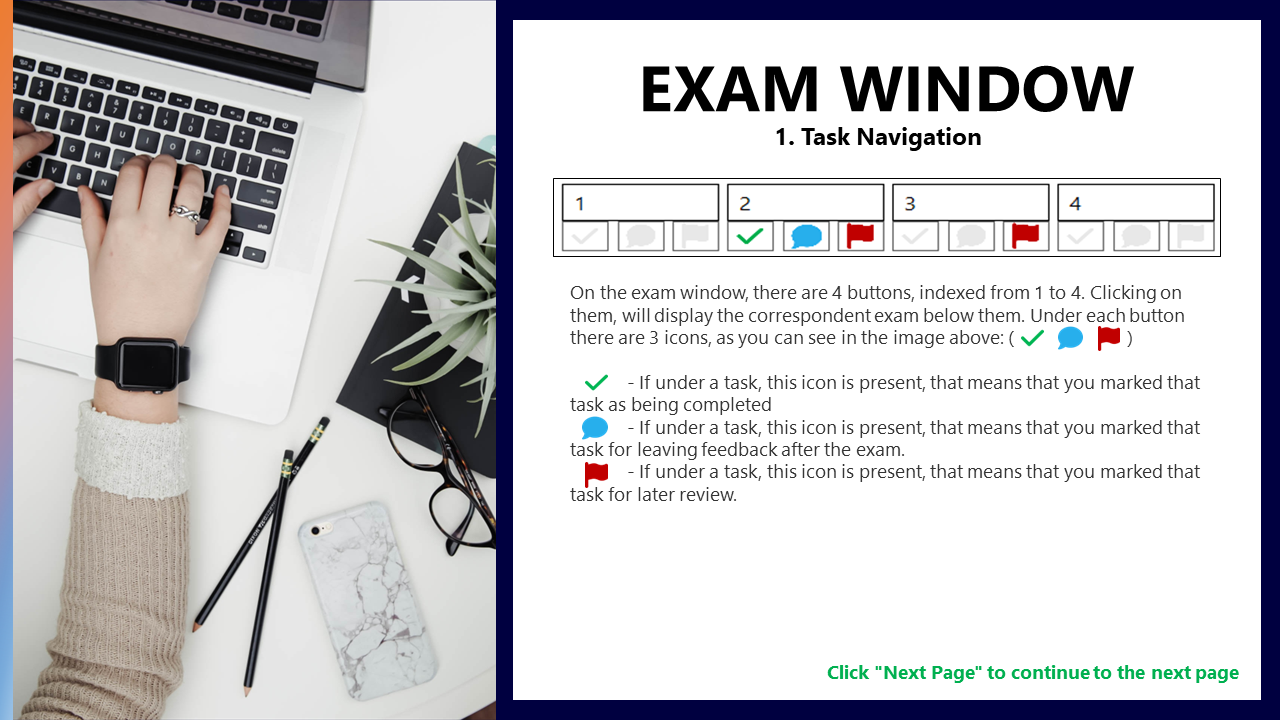 EXAM WINDOW
1. Task Navigation
1 2 3 4
On the exam window, there are 4 buttons, indexed from 1 to 4. Clicking on
them, will display the correspondent exam below them. Under each button
there are 3 icons, as you can see in the image above: ( )
- If under a task, this icon is present, that means that you marked that
task as being completed
- If under a task, this icon is present, that means that you marked that
task for leaving feedback after the exam.
- If under a task, this icon is present, that means that you marked that
task for later review.
Click "Next Page" to continue to the next page